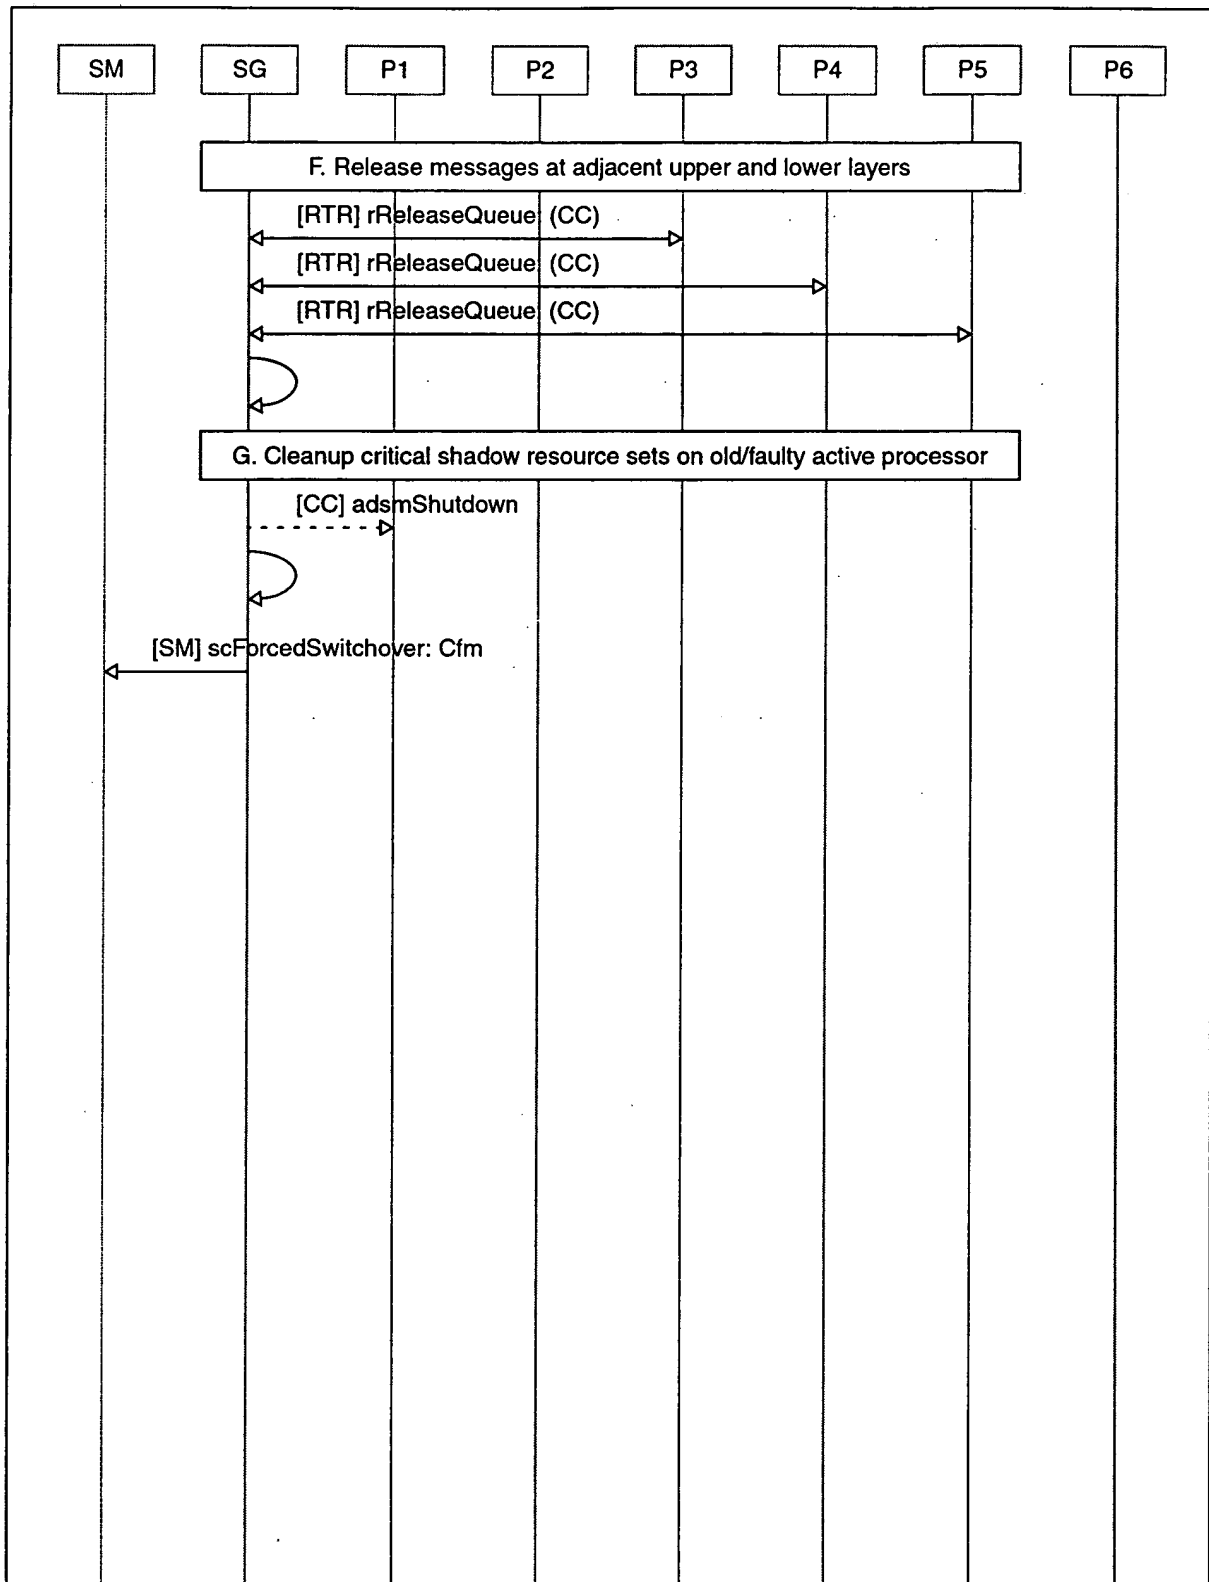 SM SG P1 P2 P3 P4 P5 P6
F. Release messages at adjacent upper and lower layers
[RTR] rReleaseQueue (CC)
[RTR] rReleaseQueue (CC)
[RTR] rReleaseQueue (CC)
G. Cleanup critical shadow resource sets on old/faulty active processor
[CC] adsmShutdown
[SM] scForcedSwitchover: Cfm